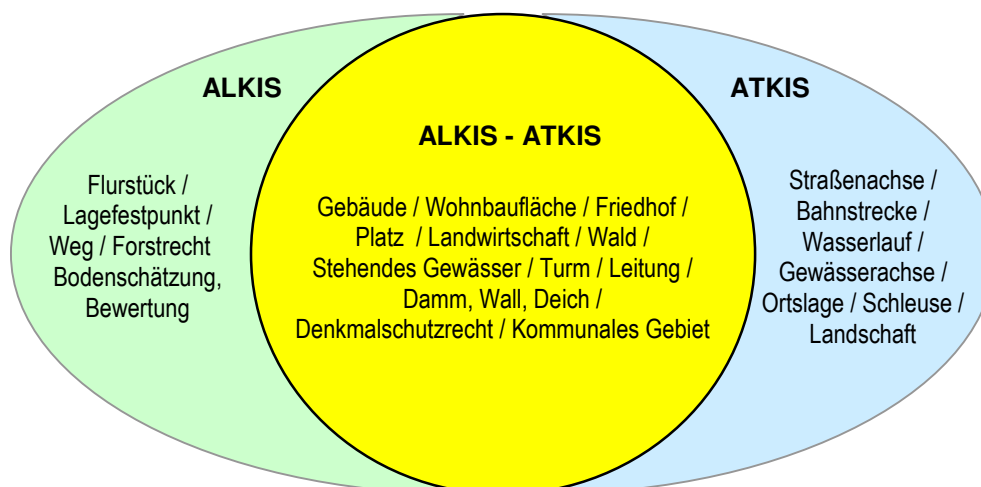 ALKIS
Flurstück /
Lagefestpunkt /
Weg / Forstrecht
Bodenschätzung,
Bewertung
ALKIS - ATKIS
Gebäude / Wohnbaufläche / Friedhof /
Platz / Landwirtschaft / Wald /
Stehendes Gewässer / Turm / Leitung /
Damm, Wall, Deich /
Denkmalschutzrecht / Kommunales Gebiet
ATKIS
Straßenachse /
Bahnstrecke /
Wasserlauf /
Gewässerachse /
Ortslage / Schleuse /
Landschaft